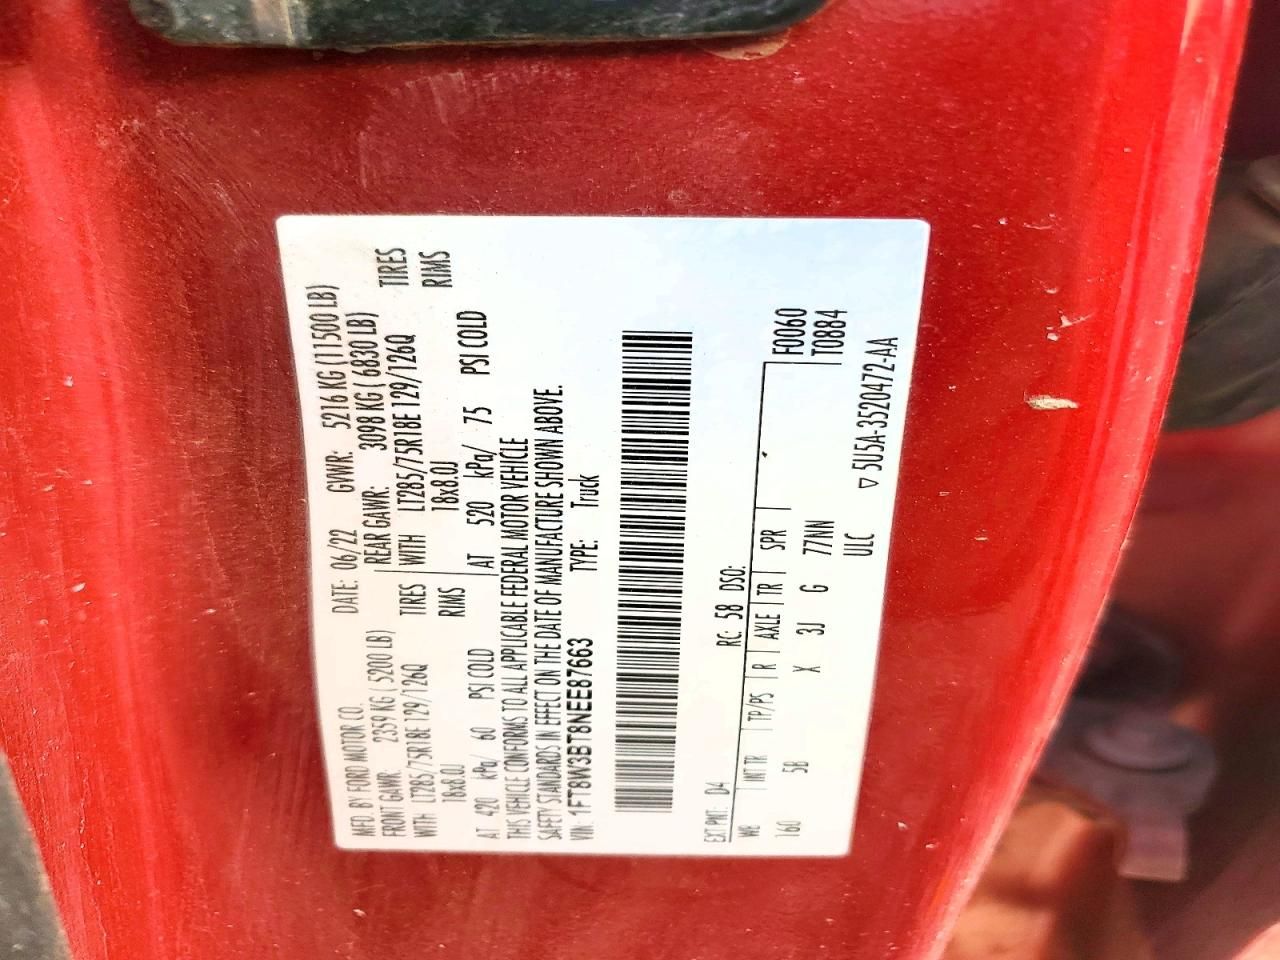 MFD. BY FORD MOTOR CO. DATE: 06/22 GVWR: 5216 KG (11500 LB)
FRONT GAWR: 2359 KG ( 5200 LB) REAR GAWR: 3098 KG ( 6830 LB)
WITH LT285/75R18E 129/126Q TIRES WITH LT285/75R18E 129/126Q TIRES
18x8.0J RIMS 18x8.0J RIMS
AT 420 kPa/ 60 PSI COLD AT 520 kPa/ 75 PSI COLD
THIS VEHICLE CONFORMS TO ALL APPLICABLE FEDERAL MOTOR VEHICLE
SAFETY STANDARDS IN EFFECT ON THE DATE OF MANUFACTURE SHOWN ABOVE.
VIN: 1FT8W3BT8NEE87663 TYPE: Truck
EXT PNT: D4 RC: 58 DSO:
WB INT TR TP/PS R AXLE TR SPR F0060
160 5B X 3J G 77NN T0884
ULC ▽5U5A-3520472-AA